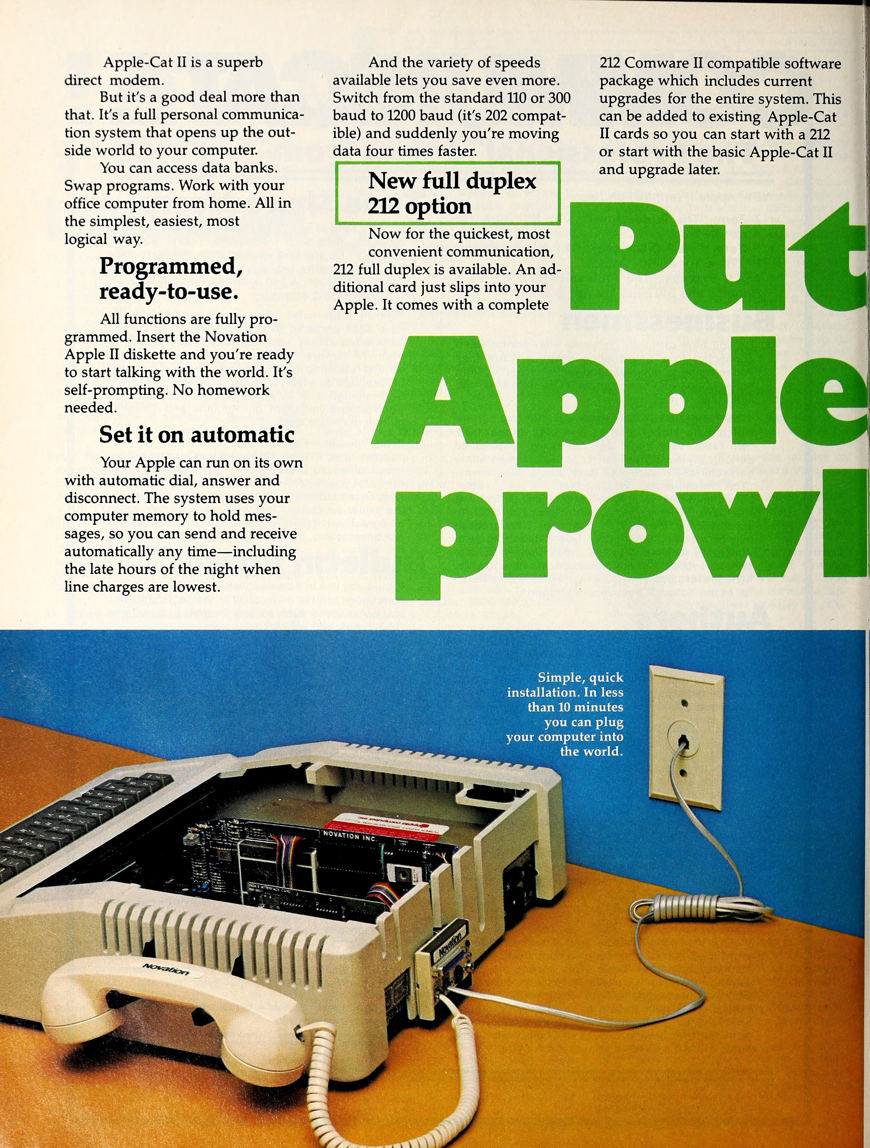 Apple-Cat II is a superb
direct modem.
But it's a good deal more than
that. It's a full personal communica-
tion system that opens up the out-
side world to your computer.
You can access data banks.
Swap programs. Work with your
office computer from home. All in
the simplest, easiest, most
logical way.
Programmed,
ready-to-use.
All functions are fully pro-
grammed. Insert the Novation
Apple II diskette and you're ready
to start talking with the world. It's
self-prompting. No homework
needed.
Set it on automatic
Your Apple can run on its own
with automatic dial, answer and
disconnect. The system uses your
computer memory to hold mes-
sages, so you can send and receive
automatically any time—including
the late hours of the night when
line charges are lowest.
And the variety of speeds
available lets you save even more.
Switch from the standard 110 or 300
baud to 1200 baud (it's 202 compat-
ible) and suddenly you're moving
data four times faster.
New full duplex
212 option
Now for the quickest, most
convenient communication,
212 full duplex is available. An ad-
ditional card just slips into your
Apple. It comes with a complete
212 Comware II compatible software
package which includes current
upgrades for the entire system. This
can be added to existing Apple-Cat
II cards so you can start with a 212
or start with the basic Apple-Cat II
and upgrade later.
Put
Apple
prowl
Simple, quick
installation. In less
than 10 minutes
you can plug
your computer into
the world.
NOVATION INC.
Novation
Novation